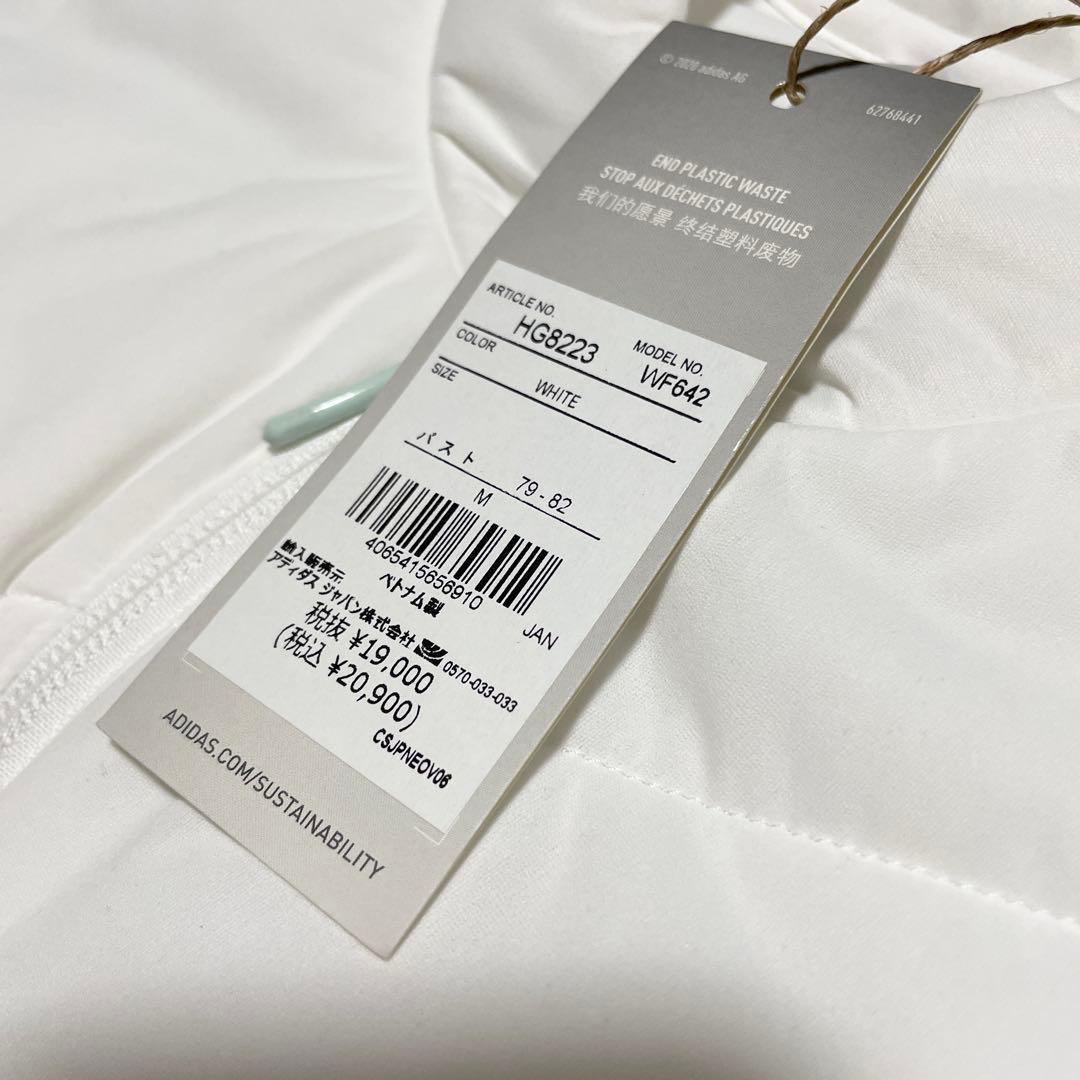 © 2020 adidas AG
62768441
END PLASTIC WASTE
STOP AUX DÉCHETS PLASTIQUES
我们的愿景 终结塑料废物
ARTICLE NO.
HG8223
MODEL NO.
WF642
COLOR
WHITE
SIZE
バスト 79-82
M
4065415656910
JAN
ベトナム製
輸入販売元
アディダス ジャパン株式会社 0570-033-033
税抜 ¥19,000
(税込 ¥20,900)
CSJPNEOV06
ADIDAS.COM/SUSTAINABILITY